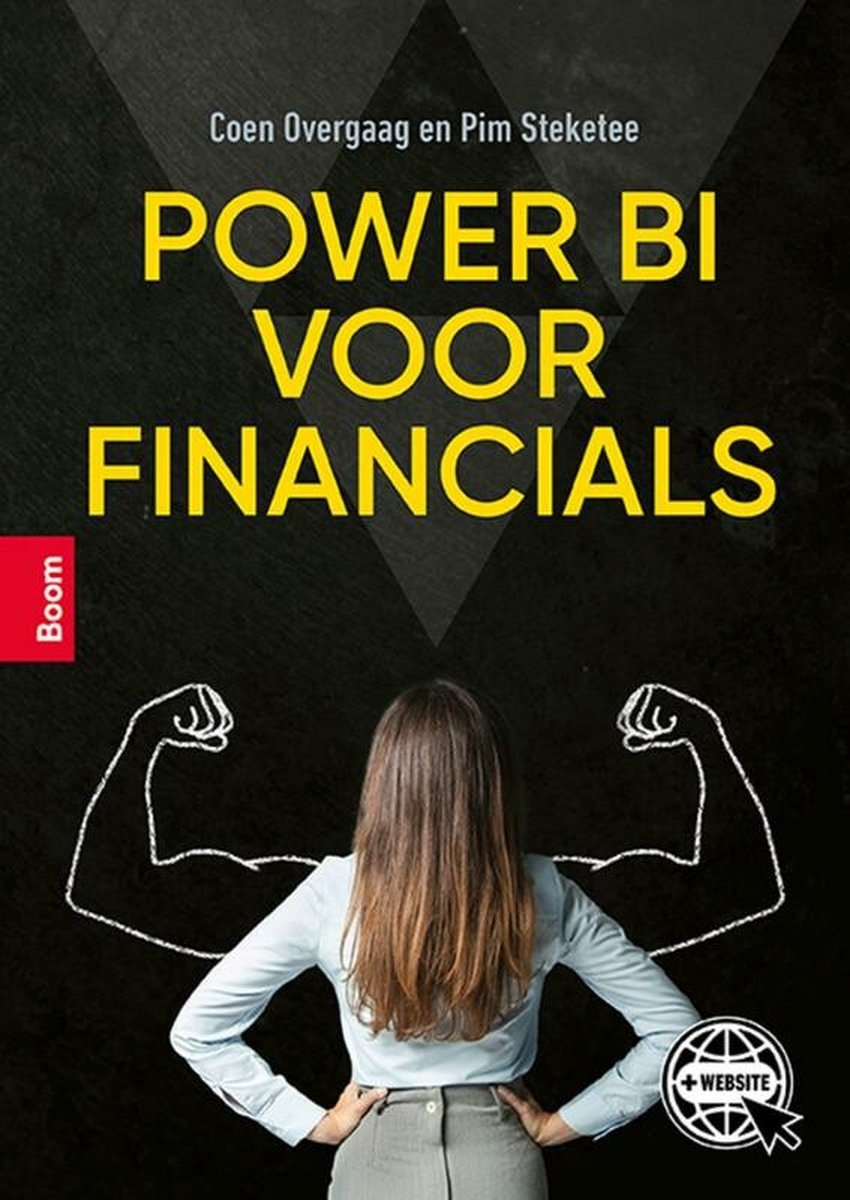 Coen Overgaag en Pim Steketee
POWER BI
VOOR
FINANCIALS
Boom
+ WEBSITE